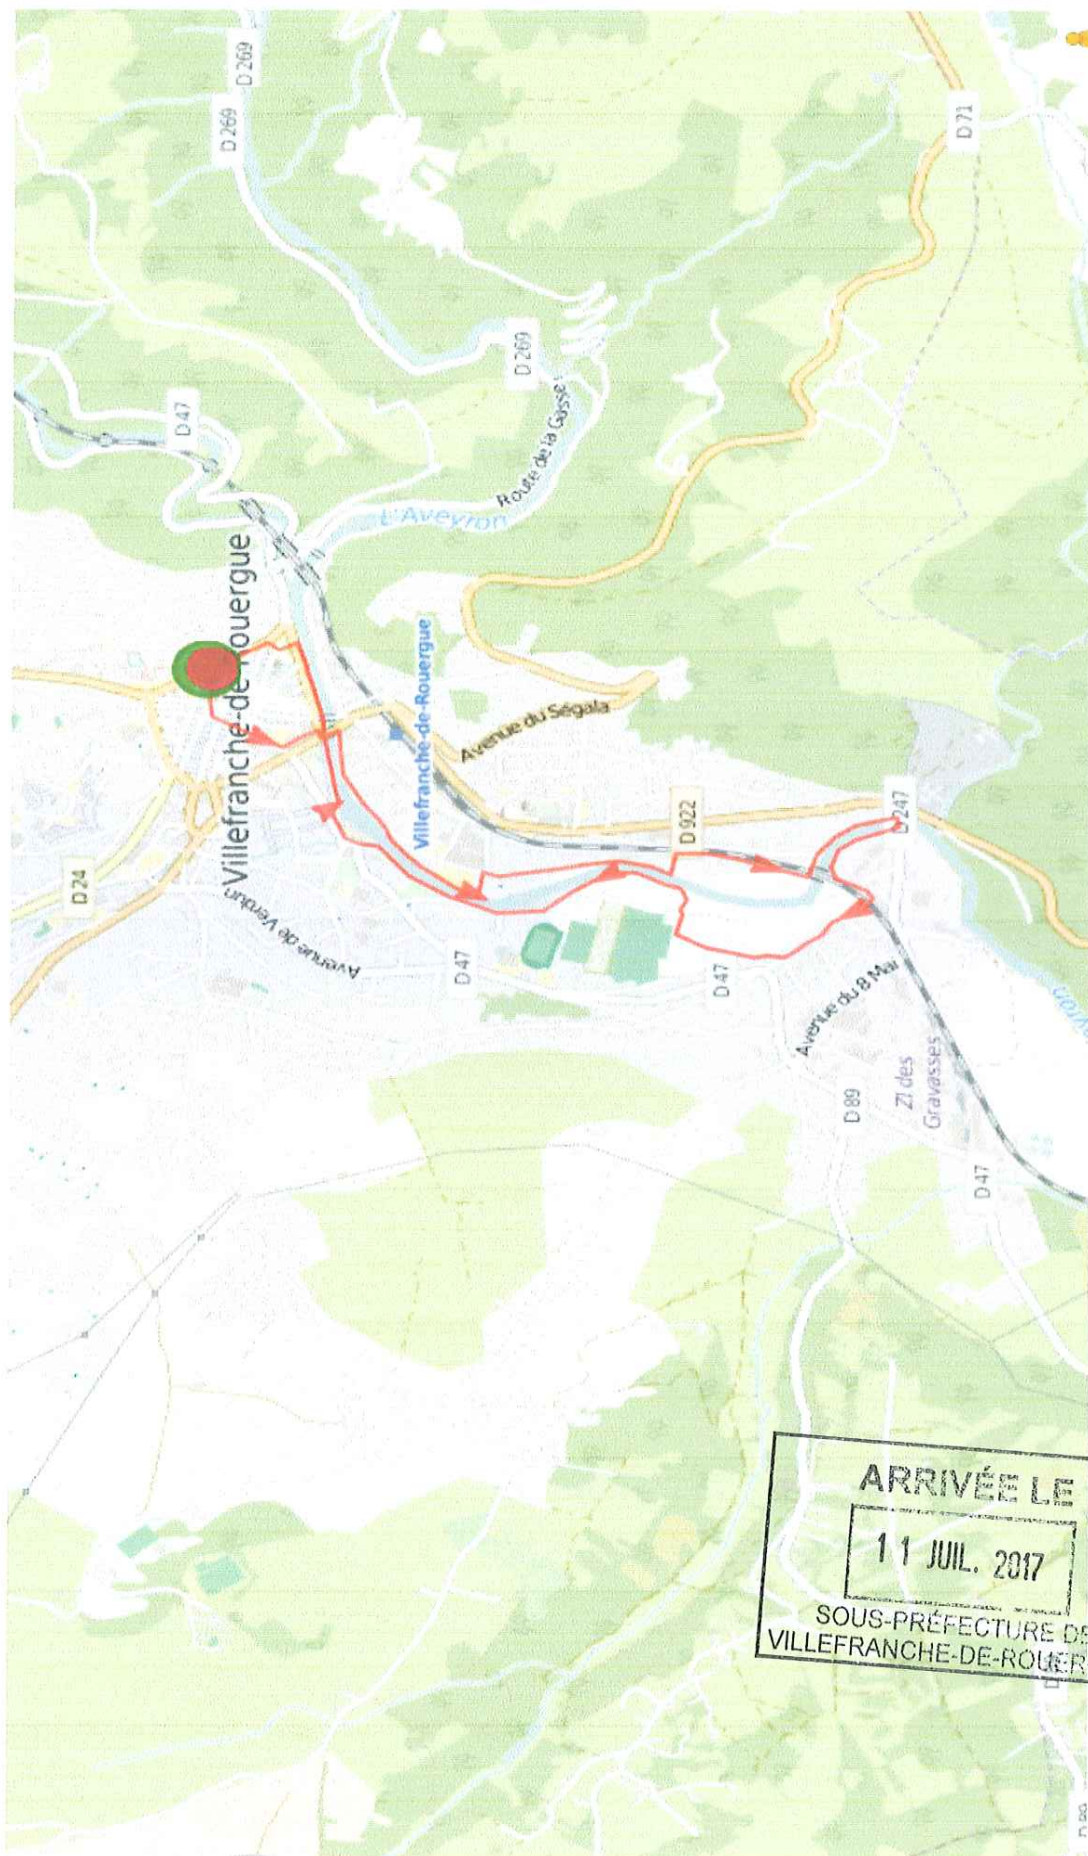 D 269
D 269
D 71
D 47
D 269
Route de la Gasse
L'Aveyron
Villefranche-de-Rouergue
Villefranche-de-Rouergue
Avenue du Ségala
D 24
Avenue de Verdun
D 922
D 247
D 47
D 47
Avenue du 8 Mai
ZI des
Gravasses
D 89
D 47
ARRIVÉE LE
11 JUIL. 2017
SOUS-PRÉFECTURE DE
VILLEFRANCHE-DE-ROUER
D 89